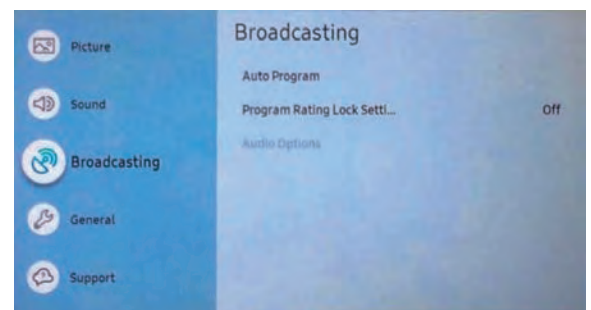 Picture
Sound
Broadcasting
General
Support
Broadcasting
Auto Program
Program Rating Lock Setti... Off
Audio Options